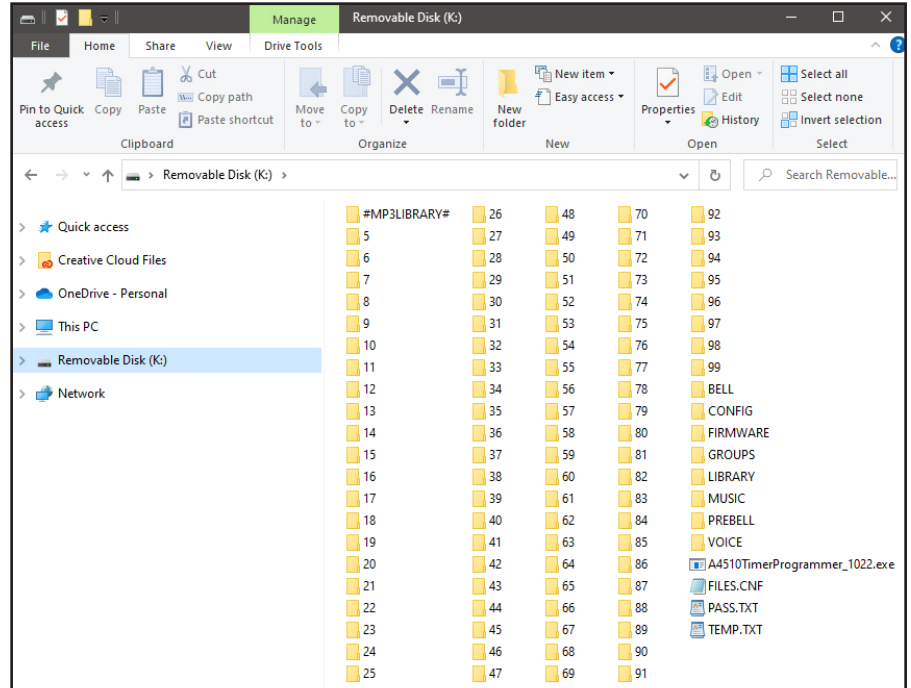 Manage
Removable Disk (K:)
File
Home
Share
View
Drive Tools
?
Pin to Quick access
Copy
Paste
Cut
Copy path
Paste shortcut
Clipboard
Move to
Copy to
Delete
Rename
Organize
New folder
New item
Easy access
New
Properties
Open
Edit
History
Open
Select all
Select none
Invert selection
Select
Removable Disk (K:)
Search Removable...
Quick access
Creative Cloud Files
OneDrive - Personal
This PC
Removable Disk (K:)
Network
#MP3LIBRARY#
5
6
7
8
9
10
11
12
13
14
15
16
17
18
19
20
21
22
23
24
25
26
27
28
29
30
31
32
33
34
35
36
37
38
39
40
41
42
43
44
45
46
47
48
49
50
51
52
53
54
55
56
57
58
59
60
61
62
63
64
65
66
67
68
69
70
71
72
73
74
75
76
77
78
79
80
81
82
83
84
85
86
87
88
89
90
91
92
93
94
95
96
97
98
99
BELL
CONFIG
FIRMWARE
GROUPS
LIBRARY
MUSIC
PREBELL
VOICE
A4510TimerProgrammer_1022.exe
FILES.CNF
PASS.TXT
TEMP.TXT